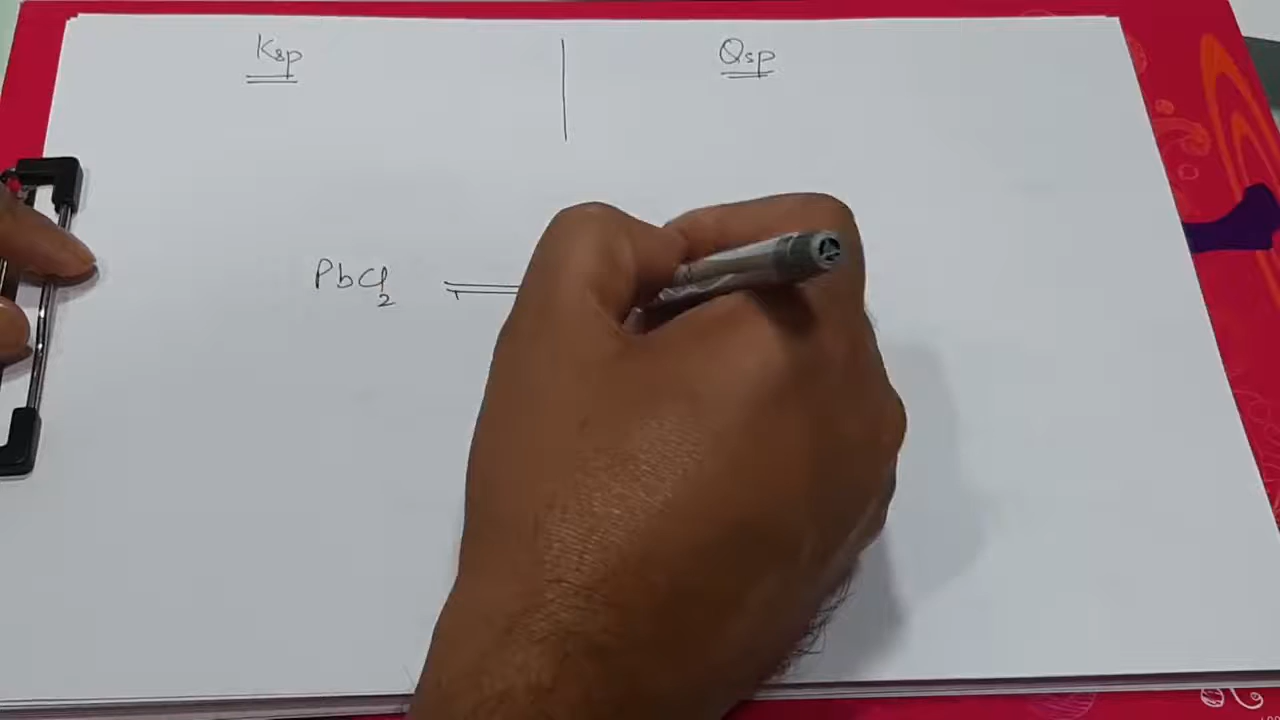 Ksp | Qsp
PbCl₂ ⇌